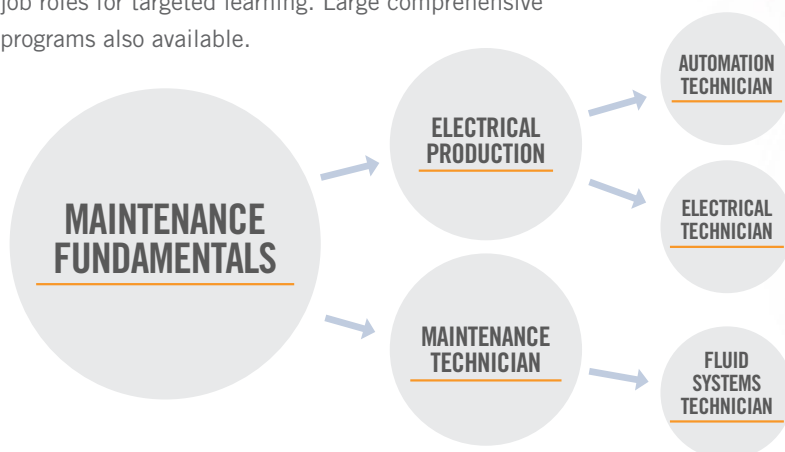 job roles for targeted learning. Large comprehensive
programs also available.
MAINTENANCE
FUNDAMENTALS
ELECTRICAL
PRODUCTION
MAINTENANCE
TECHNICIAN
AUTOMATION
TECHNICIAN
ELECTRICAL
TECHNICIAN
FLUID
SYSTEMS
TECHNICIAN